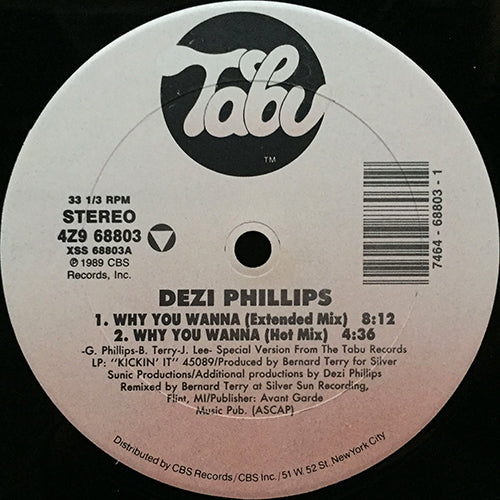 Tabu
TM
33 1/3 RPM
STEREO
4Z9 68803
XSS 68803A
℗ 1989 CBS
Records, Inc.
7464 - 68803 - 1
DEZI PHILLIPS
1. WHY YOU WANNA (Extended Mix) 8:12
2. WHY YOU WANNA (Hot Mix) 4:36
-G. Phillips-B. Terry-J. Lee- Special Version From The Tabu Records
LP: "KICKIN' IT" 45089/Produced by Bernard Terry for Silver
Sunic Productions/Additional productions by Dezi Phillips
Remixed by Bernard Terry at Silver Sun Recording,
Flint, MI/Publisher: Avant Garde
Music Pub. (ASCAP)
Distributed by CBS Records/CBS Inc./51 W. 52 St. New York City